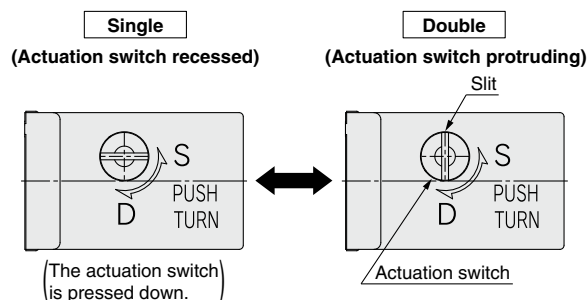 Single
(Actuation switch recessed)
S
D
PUSH
TURN
(The actuation switch
is pressed down.)
Double
(Actuation switch protruding)
Slit
S
D
PUSH
TURN
Actuation switch